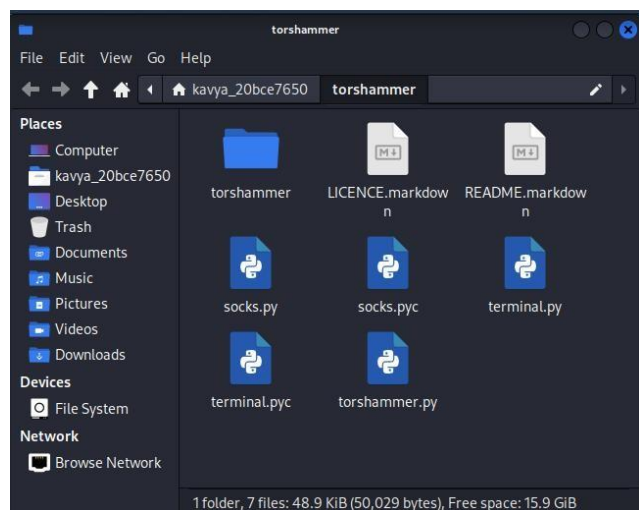 torshammer
File Edit View Go Help
kavya_20bce7650 torshammer
Places
Computer
kavya_20bce7650
Desktop
Trash
Documents
Music
Pictures
Videos
Downloads
Devices
File System
Network
Browse Network
torshammer
LICENCE.markdow
n
README.markdow
n
socks.py
socks.pyc
terminal.py
terminal.pyc
torshammer.py
1 folder, 7 files: 48.9 KiB (50,029 bytes), Free space: 15.9 GiB